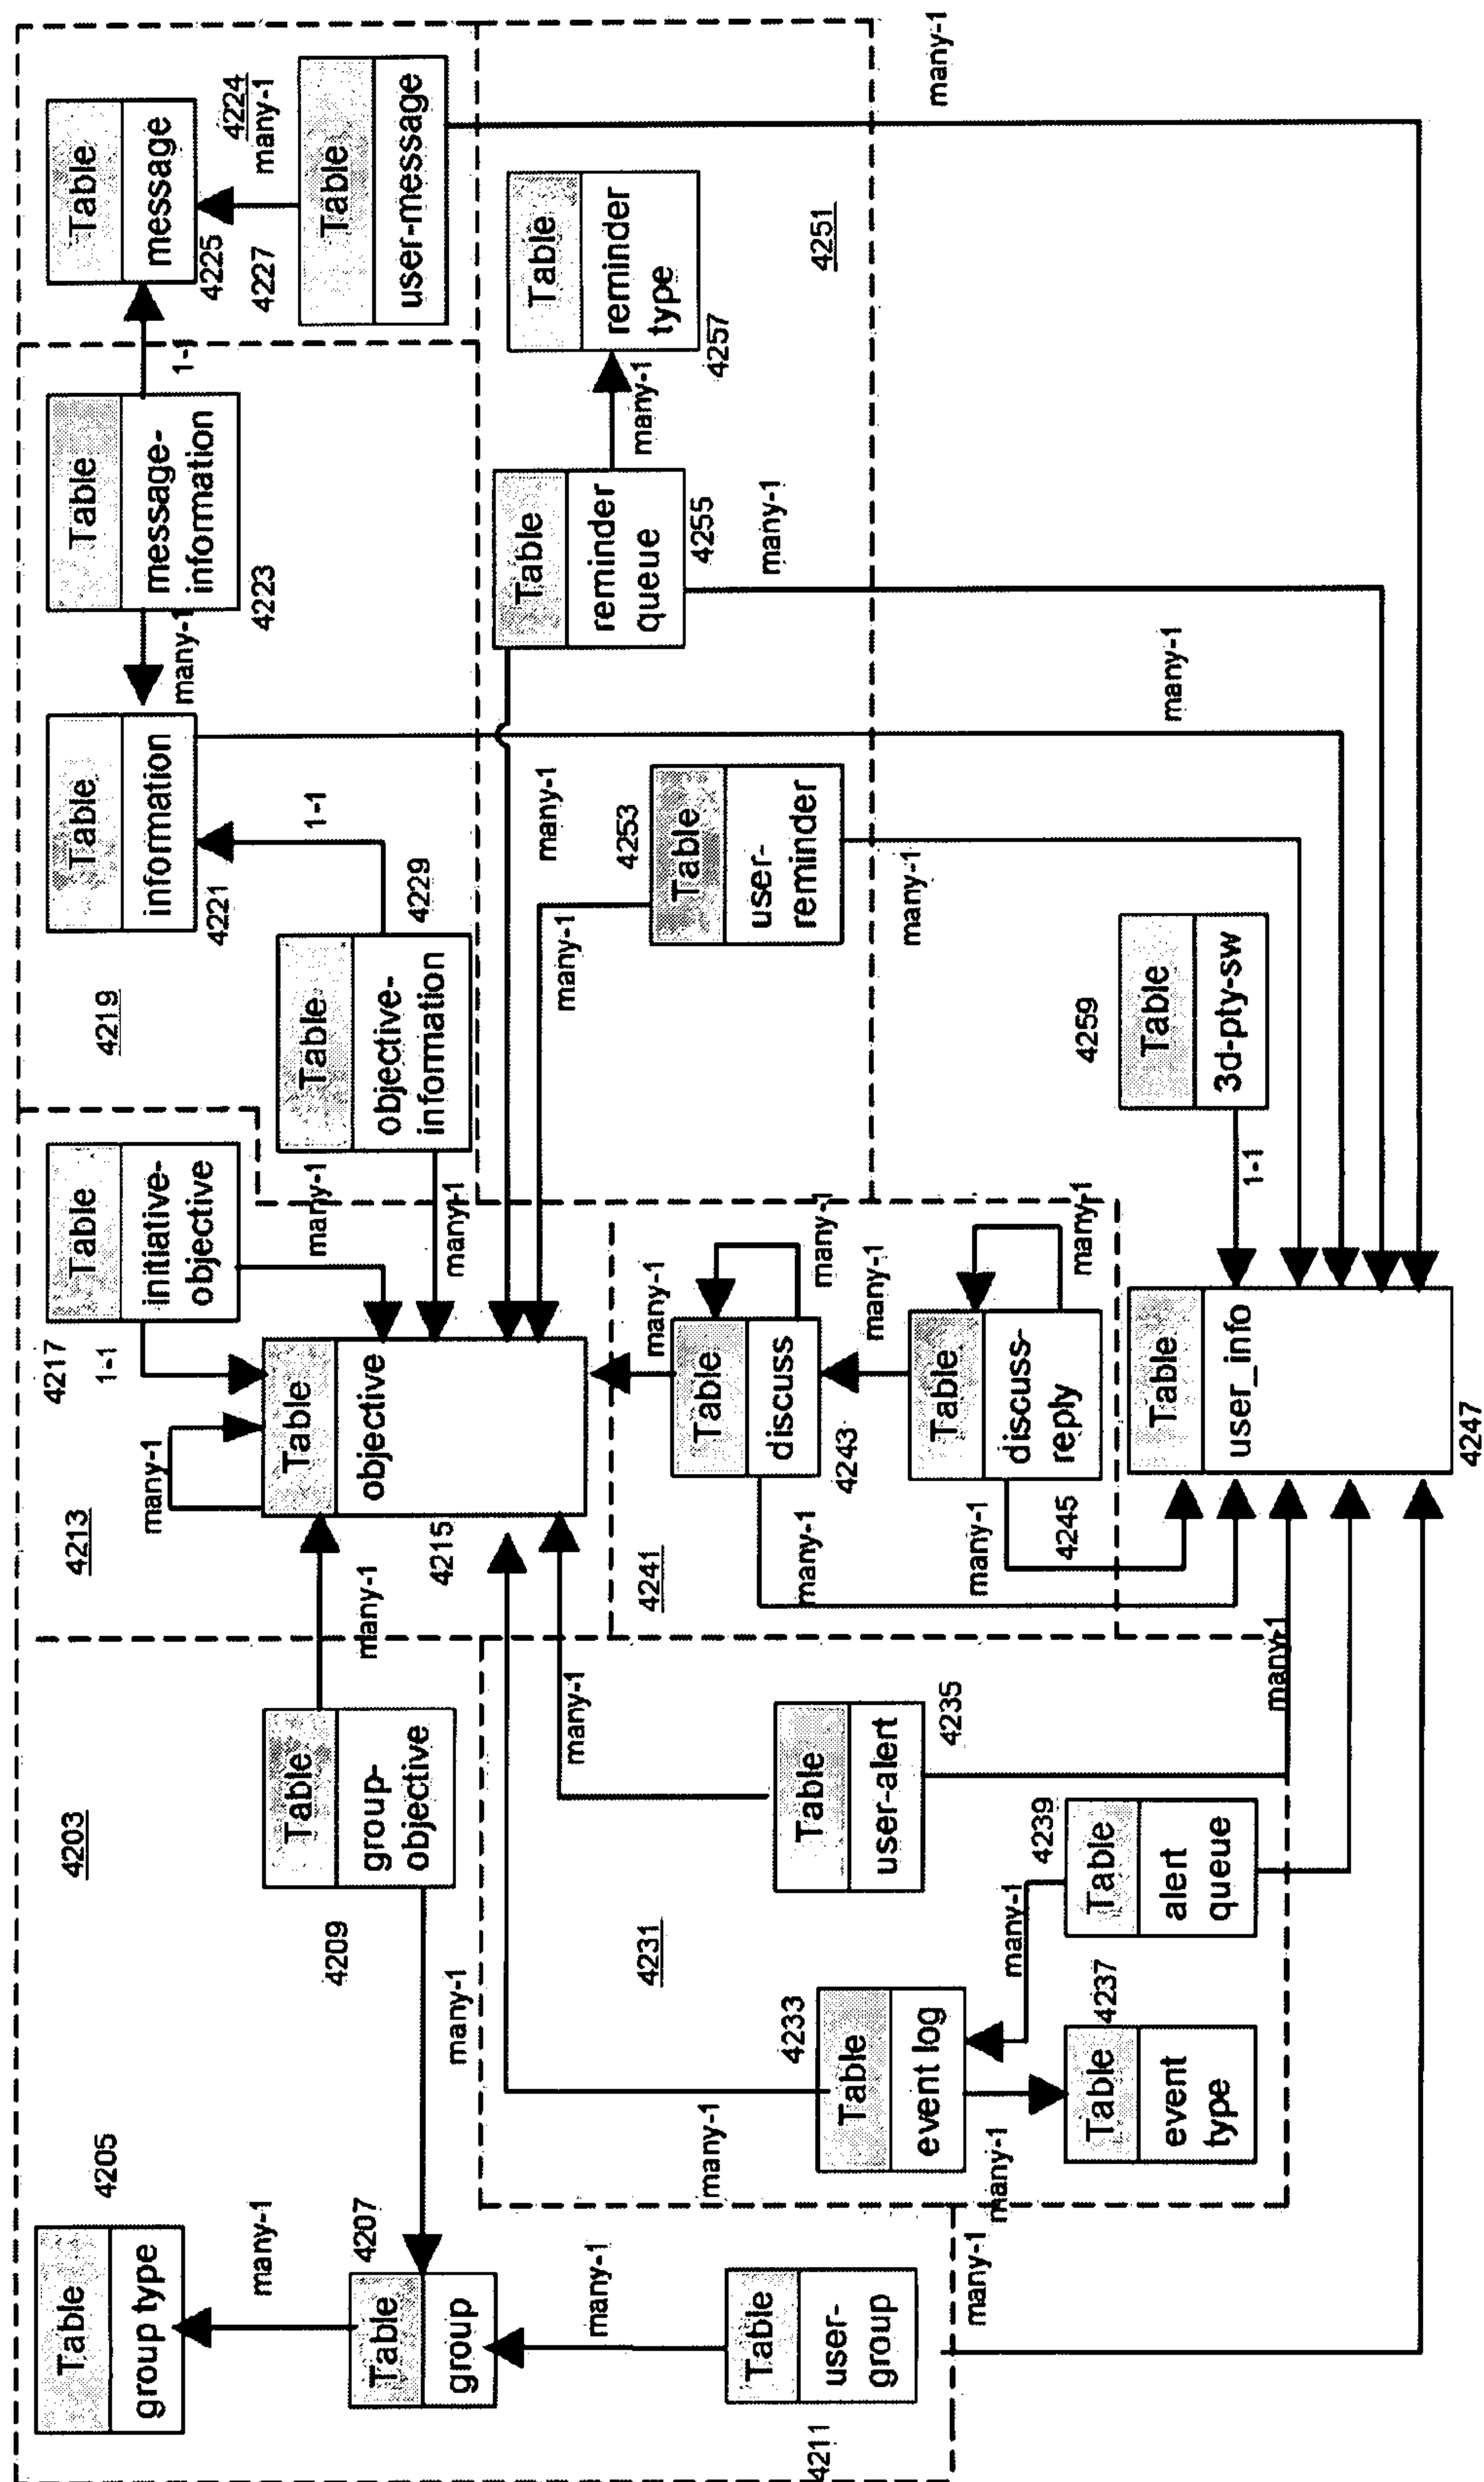 4203
4205
Table
group type
many-1
4207
Table
group
many-1
Table
user-
group
4211
many-1
many-1
4209
Table
group-
objective
many-1
4213
many-1
4217
1-1
Table
initiative-
objective
many-1
4215
Table
objective
many-1
4219
Table
objective-
information
4229
1-1
Table
information
4221
many-1
Table
message-
information
4223
1-1
Table
message
4225
4224
many-1
4227
Table
user-message
many-1
4231
many-1
4233
Table
event log
many-1
4237
Table
event
type
many-1
4239
Table
alert
queue
many-1
Table
user-alert
4235
many-1
4241
many-1
Table
discuss
4243
many-1
many-1
many-1
Table
discuss-
reply
4245
many-1
many-1
4251
many-1
many-1
4253
Table
user-
reminder
many-1
Table
reminder
queue
4255
many-1
many-1
Table
reminder
type
4257
many-1
4259
Table
3d-pty-sw
1-1
Table
user_info
4247